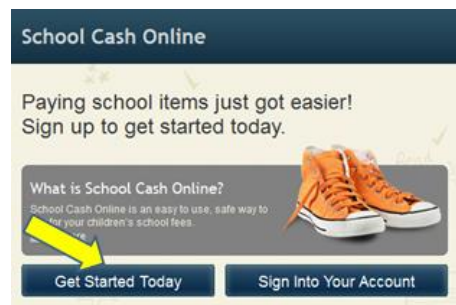 School Cash Online
Paying school items just got easier!
Sign up to get started today.
What is School Cash Online?
School Cash Online is an easy to use, safe way to
for your children's school fees.
Get Started Today
Sign Into Your Account